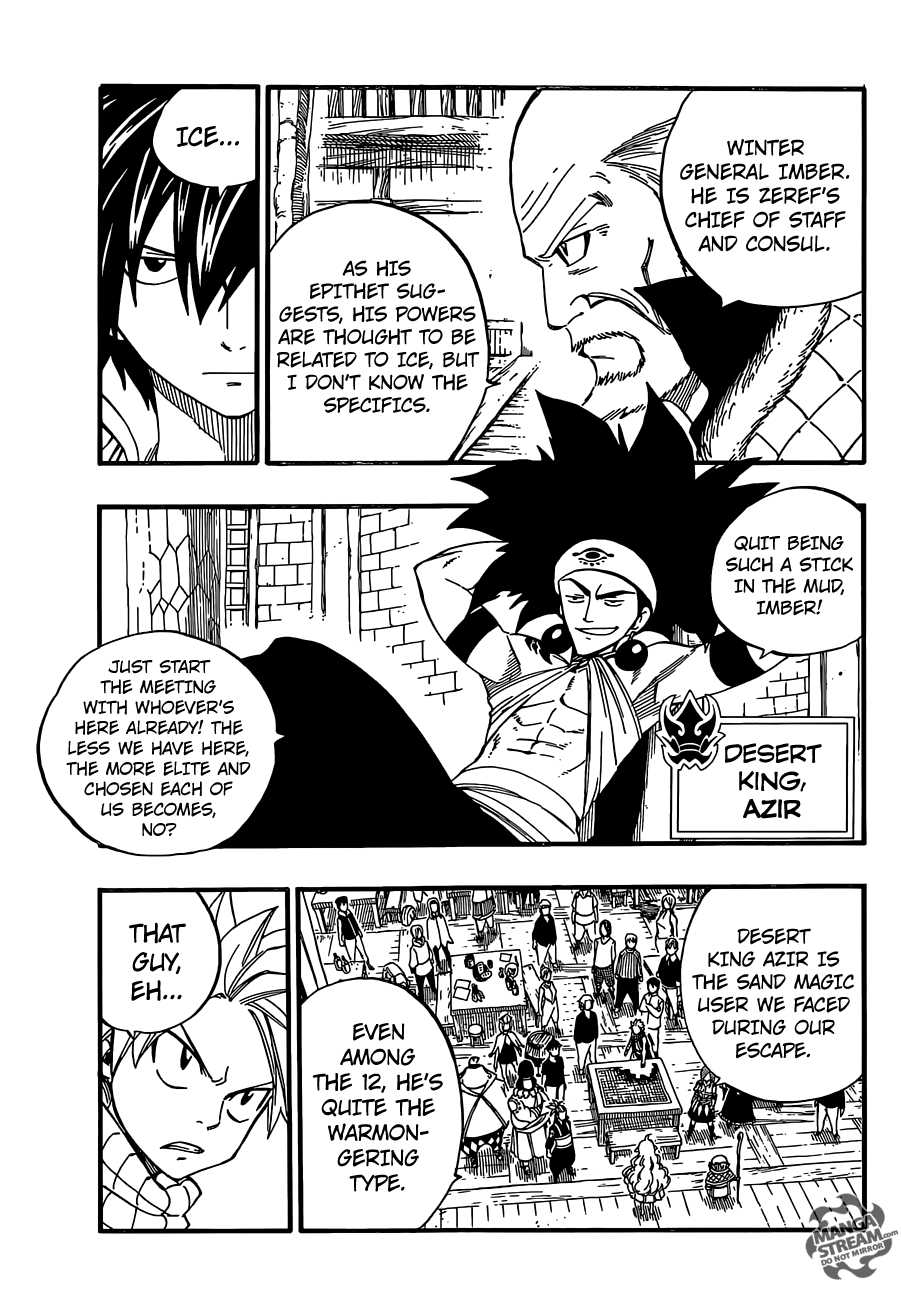 WINTER
GENERAL IMBER.
HE IS ZEREF'S
CHIEF OF STAFF
AND CONSUL.
AS HIS
EPITHET SUG-
GESTS, HIS POWERS
ARE THOUGHT TO BE
RELATED TO ICE, BUT
I DON'T KNOW THE
SPECIFICS.
ICE...
QUIT BEING
SUCH A STICK
IN THE MUD,
IMBER!
JUST START
THE MEETING
WITH WHOEVER'S
HERE ALREADY! THE
LESS WE HAVE HERE,
THE MORE ELITE AND
CHOSEN EACH OF
US BECOMES,
NO?
DESERT
KING,
AZIR
DESERT
KING AZIR IS
THE SAND MAGIC
USER WE FACED
DURING OUR
ESCAPE.
EVEN
AMONG
THE 12, HE'S
QUITE THE
WARMON-
GERING
TYPE.
THAT
GUY,
EH...
MANGA
STREAM.com
DO NOT MIRROR